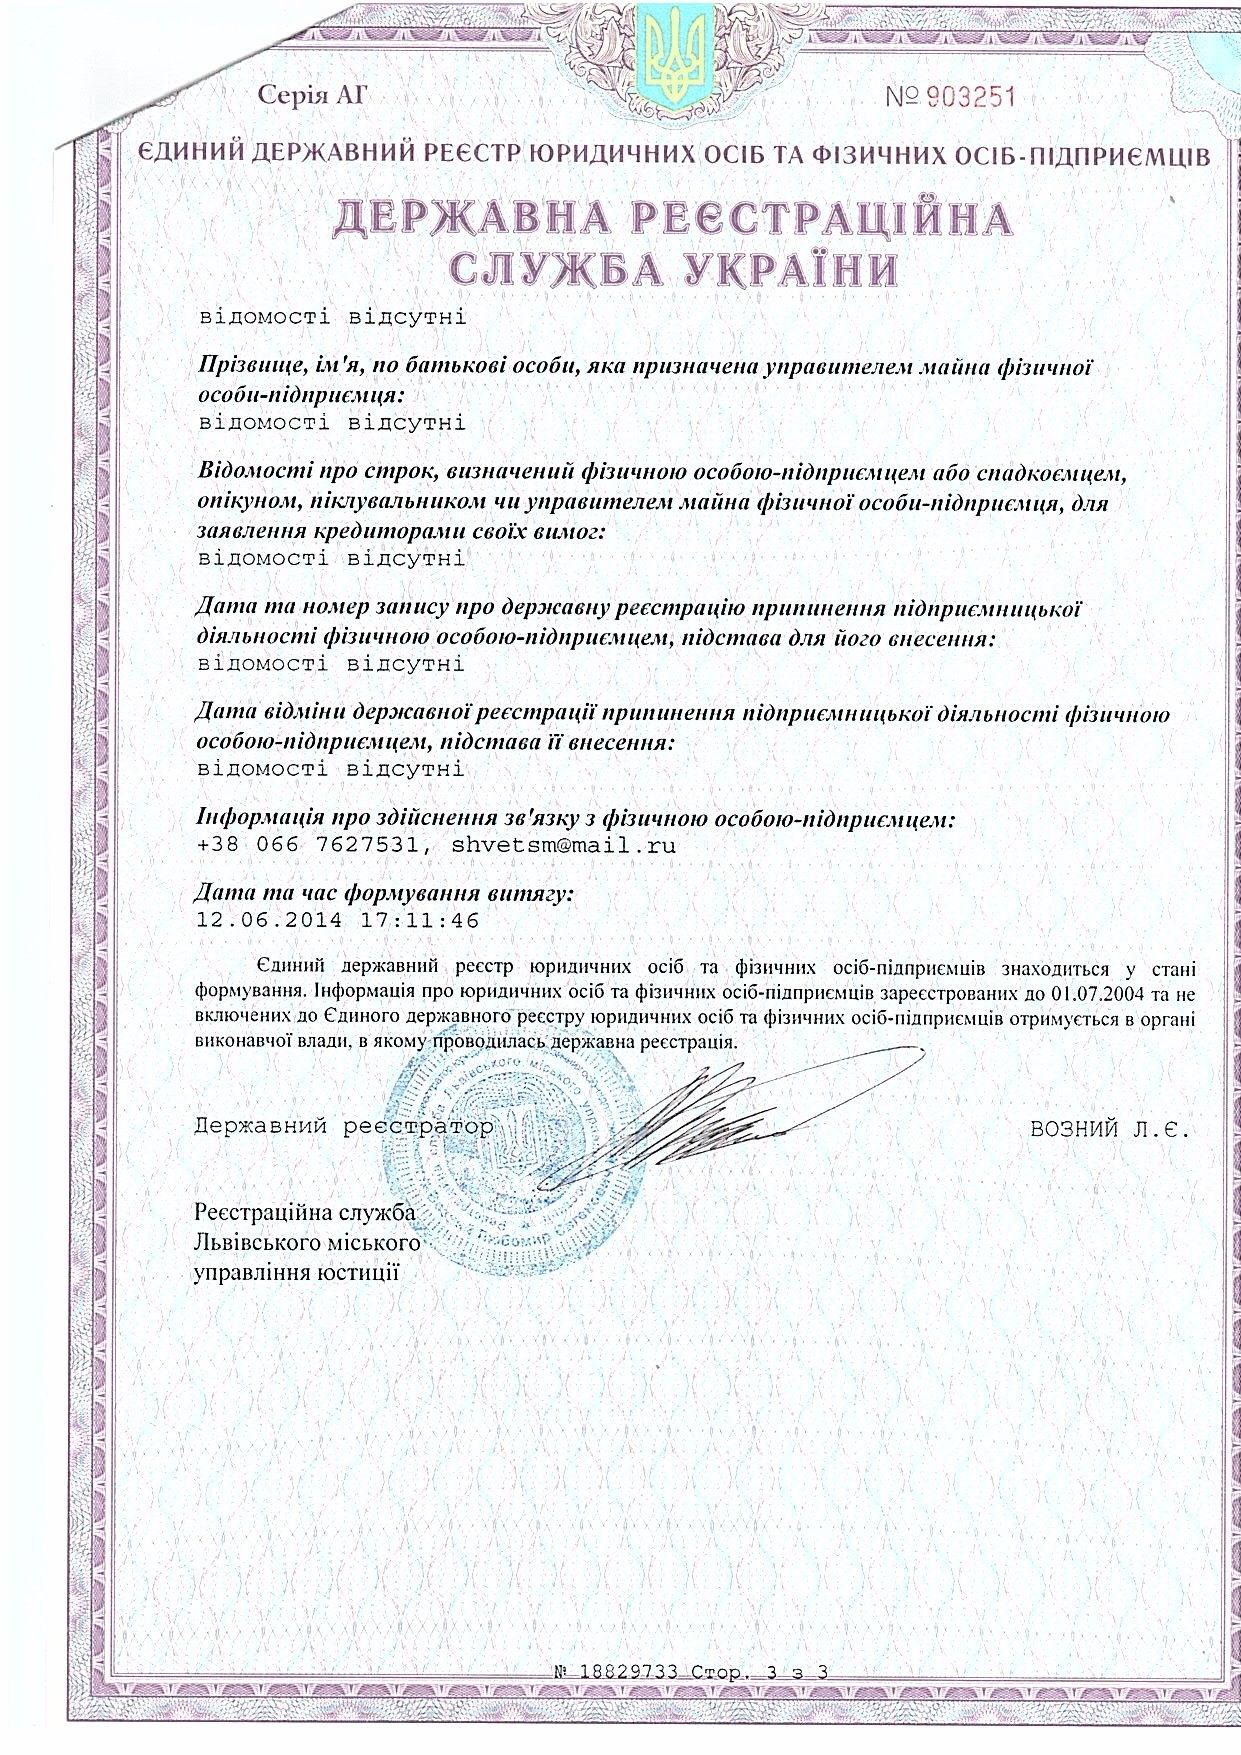 Серія АГ
№ 903251
ЄДИНИЙ ДЕРЖАВНИЙ РЕЄСТР ЮРИДИЧНИХ ОСІБ ТА ФІЗИЧНИХ ОСІБ-ПІДПРИЄМЦІВ
ДЕРЖАВНА РЕЄСТРАЦІЙНА
СЛУЖБА УКРАЇНИ
відомості відсутні
Прізвище, ім'я, по батькові особи, яка призначена управителем майна фізичної
особи-підприємця:
відомості відсутні
Відомості про строк, визначений фізичною особою-підприємцем або спадкоємцем,
опікуном, піклувальником чи управителем майна фізичної особи-підприємця, для
заявлення кредиторами своїх вимог:
відомості відсутні
Дата та номер запису про державну реєстрацію припинення підприємницької
діяльності фізичною особою-підприємцем, підстава для його внесення:
відомості відсутні
Дата відміни державної реєстрації припинення підприємницької діяльності фізичною
особою-підприємцем, підстава її внесення:
відомості відсутні
Інформація про здійснення зв'язку з фізичною особою-підприємцем:
+38 066 7627531, shvetsm@mail.ru
Дата та час формування витягу:
12.06.2014 17:11:46
Єдиний державний реєстр юридичних осіб та фізичних осіб-підприємців знаходиться у стані
формування. Інформація про юридичних осіб та фізичних осіб-підприємців зареєстрованих до 01.07.2004 та не
включених до Єдиного державного реєстру юридичних осіб та фізичних осіб-підприємців отримується в органі
виконавчої влади, в якому проводилась державна реєстрація.
Державний реєстратор
ВОЗНИЙ Л.Є.
Реєстраційна служба
Львівського міського
управління юстиції
№ 18829733 Стор. 3 з 3